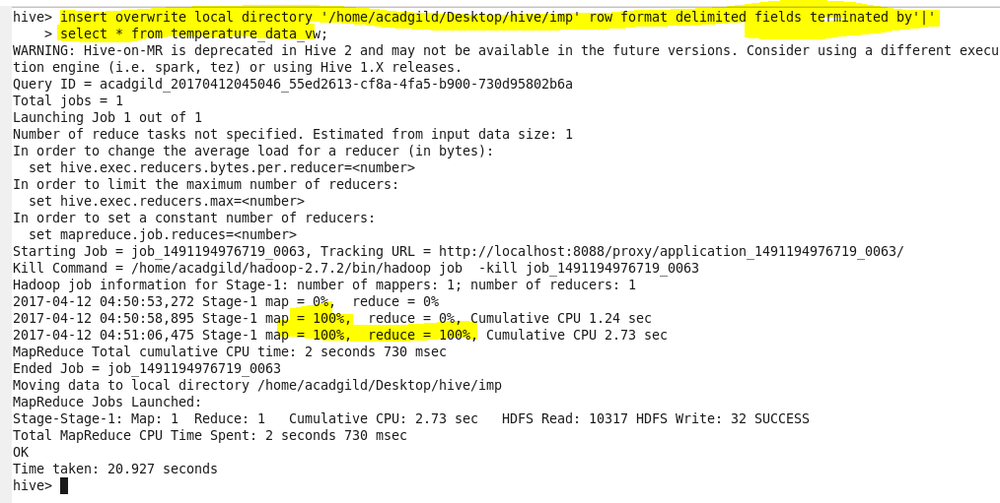 hive> insert overwrite local directory '/home/acadgild/Desktop/hive/imp' row format delimited fields terminated by'|'
    > select * from temperature_data_vw;
WARNING: Hive-on-MR is deprecated in Hive 2 and may not be available in the future versions. Consider using a different execu
tion engine (i.e. spark, tez) or using Hive 1.X releases.
Query ID = acadgild_20170412045046_55ed2613-cf8a-4fa5-b900-730d95802b6a
Total jobs = 1
Launching Job 1 out of 1
Number of reduce tasks not specified. Estimated from input data size: 1
In order to change the average load for a reducer (in bytes):
  set hive.exec.reducers.bytes.per.reducer=<number>
In order to limit the maximum number of reducers:
  set hive.exec.reducers.max=<number>
In order to set a constant number of reducers:
  set mapreduce.job.reduces=<number>
Starting Job = job_1491194976719_0063, Tracking URL = http://localhost:8088/proxy/application_1491194976719_0063/
Kill Command = /home/acadgild/hadoop-2.7.2/bin/hadoop job  -kill job_1491194976719_0063
Hadoop job information for Stage-1: number of mappers: 1; number of reducers: 1
2017-04-12 04:50:53,272 Stage-1 map = 0%,  reduce = 0%
2017-04-12 04:50:58,895 Stage-1 map = 100%,  reduce = 0%, Cumulative CPU 1.24 sec
2017-04-12 04:51:06,475 Stage-1 map = 100%,  reduce = 100%, Cumulative CPU 2.73 sec
MapReduce Total cumulative CPU time: 2 seconds 730 msec
Ended Job = job_1491194976719_0063
Moving data to local directory /home/acadgild/Desktop/hive/imp
MapReduce Jobs Launched:
Stage-Stage-1: Map: 1  Reduce: 1   Cumulative CPU: 2.73 sec   HDFS Read: 10317 HDFS Write: 32 SUCCESS
Total MapReduce CPU Time Spent: 2 seconds 730 msec
OK
Time taken: 20.927 seconds
hive>